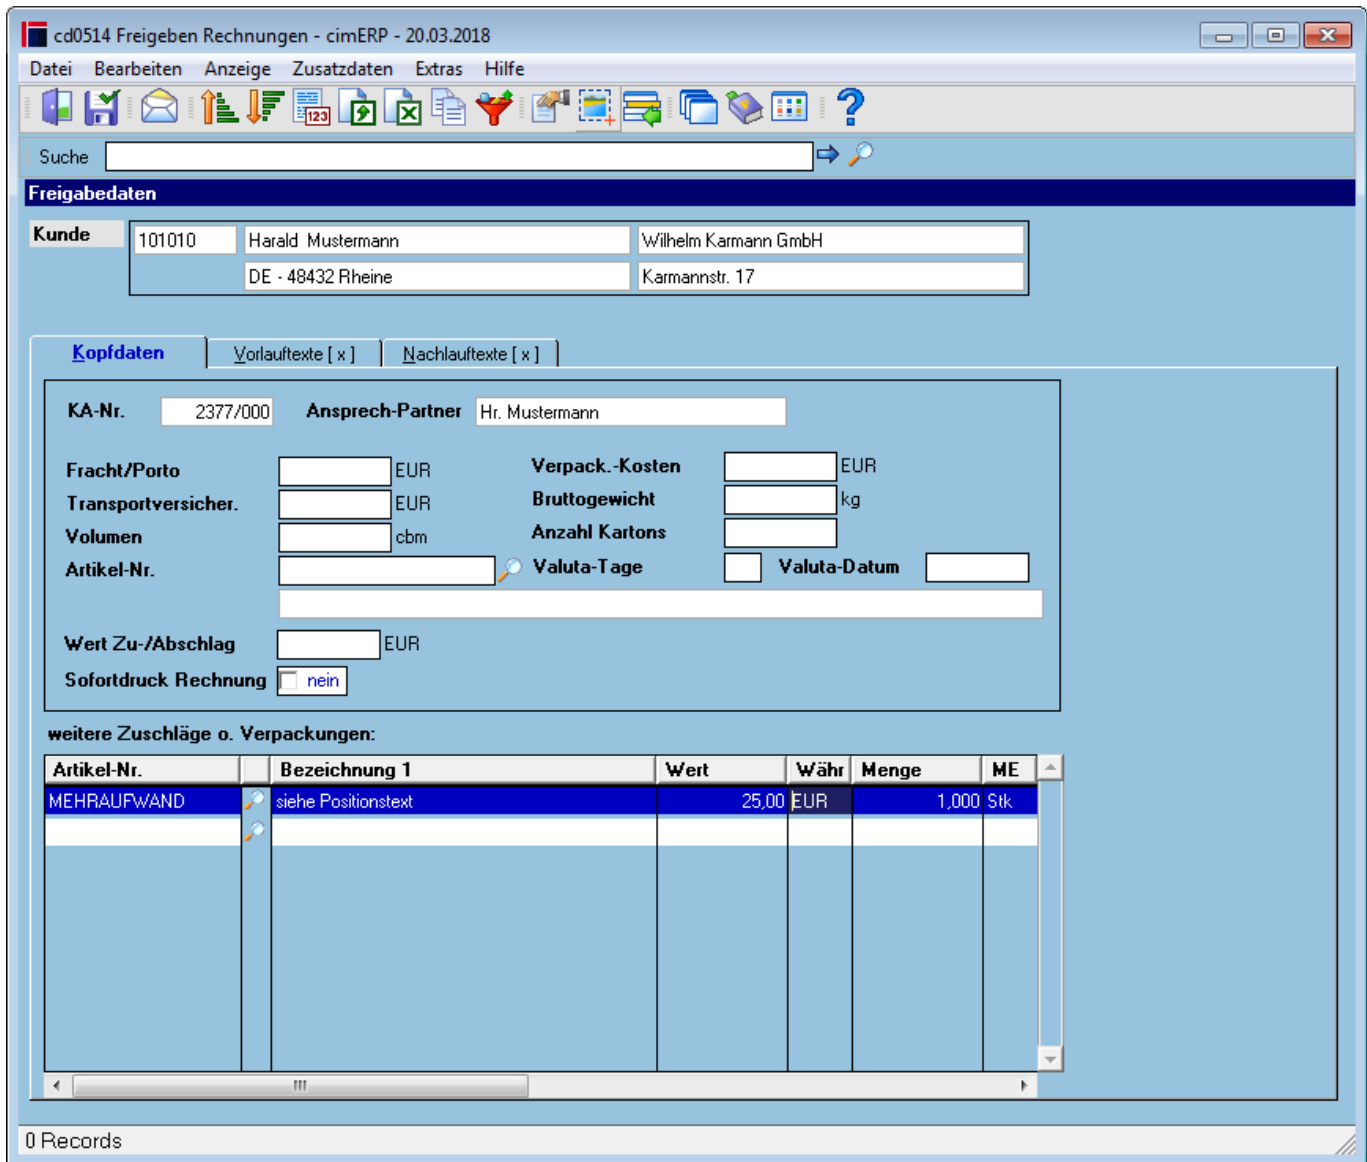 cd0514 Freigeben Rechnungen - cimERP - 20.03.2018
Datei Bearbeiten Anzeige Zusatzdaten Extras Hilfe
123
Suche
Freigabedaten
Kunde 101010 Harald Mustermann Wilhelm Karmann GmbH
DE - 48432 Rheine Karmannstr. 17
Kopfdaten Vorlauftexte [ x ] Nachlauftexte [ x ]
KA-Nr. 2377/000 Ansprech-Partner Hr. Mustermann
Fracht/Porto EUR Verpack.-Kosten EUR
Transportversicher. EUR Bruttogewicht kg
Volumen cbm Anzahl Kartons
Artikel-Nr. Valuta-Tage Valuta-Datum
Wert Zu-/Abschlag EUR
Sofortdruck Rechnung nein
weitere Zuschläge o. Verpackungen:
Artikel-Nr. Bezeichnung 1 Wert Währ Menge ME
MEHRAUFWAND siehe Positionstext 25,00 EUR 1,000 Stk
0 Records